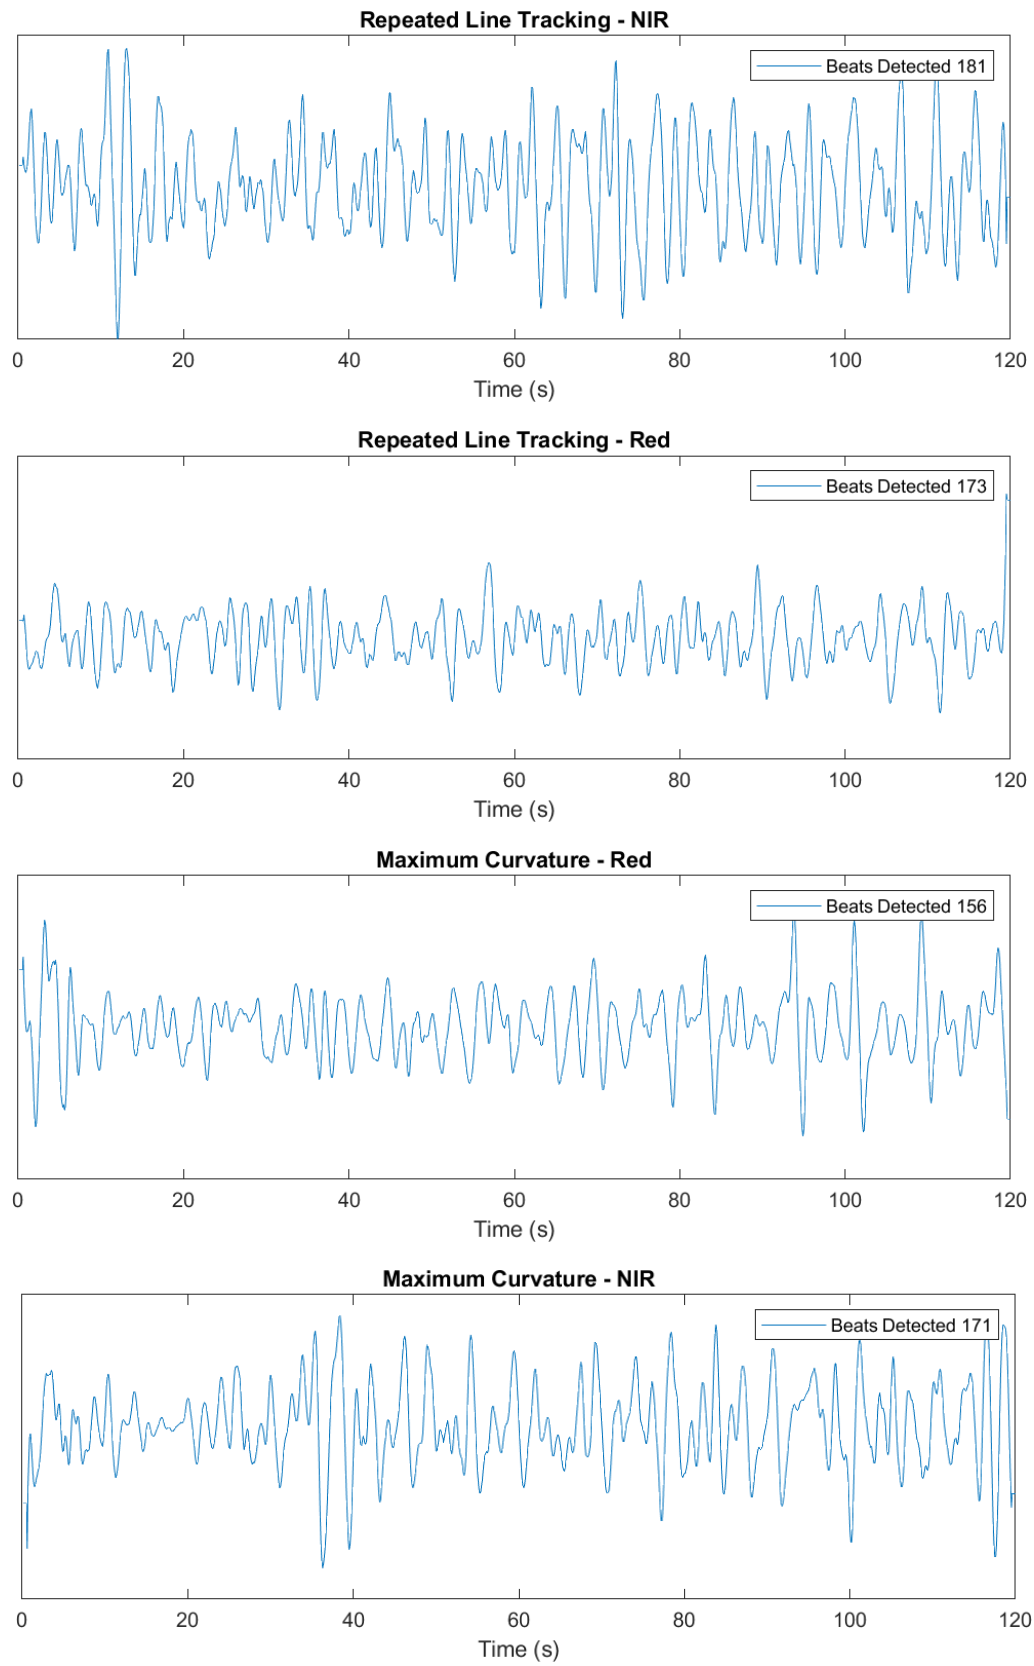 Repeated Line Tracking - NIR
Beats Detected 181
0 20 40 60 80 100 120
Time (s)
Repeated Line Tracking - Red
Beats Detected 173
0 20 40 60 80 100 120
Time (s)
Maximum Curvature - Red
Beats Detected 156
0 20 40 60 80 100 120
Time (s)
Maximum Curvature - NIR
Beats Detected 171
0 20 40 60 80 100 120
Time (s)